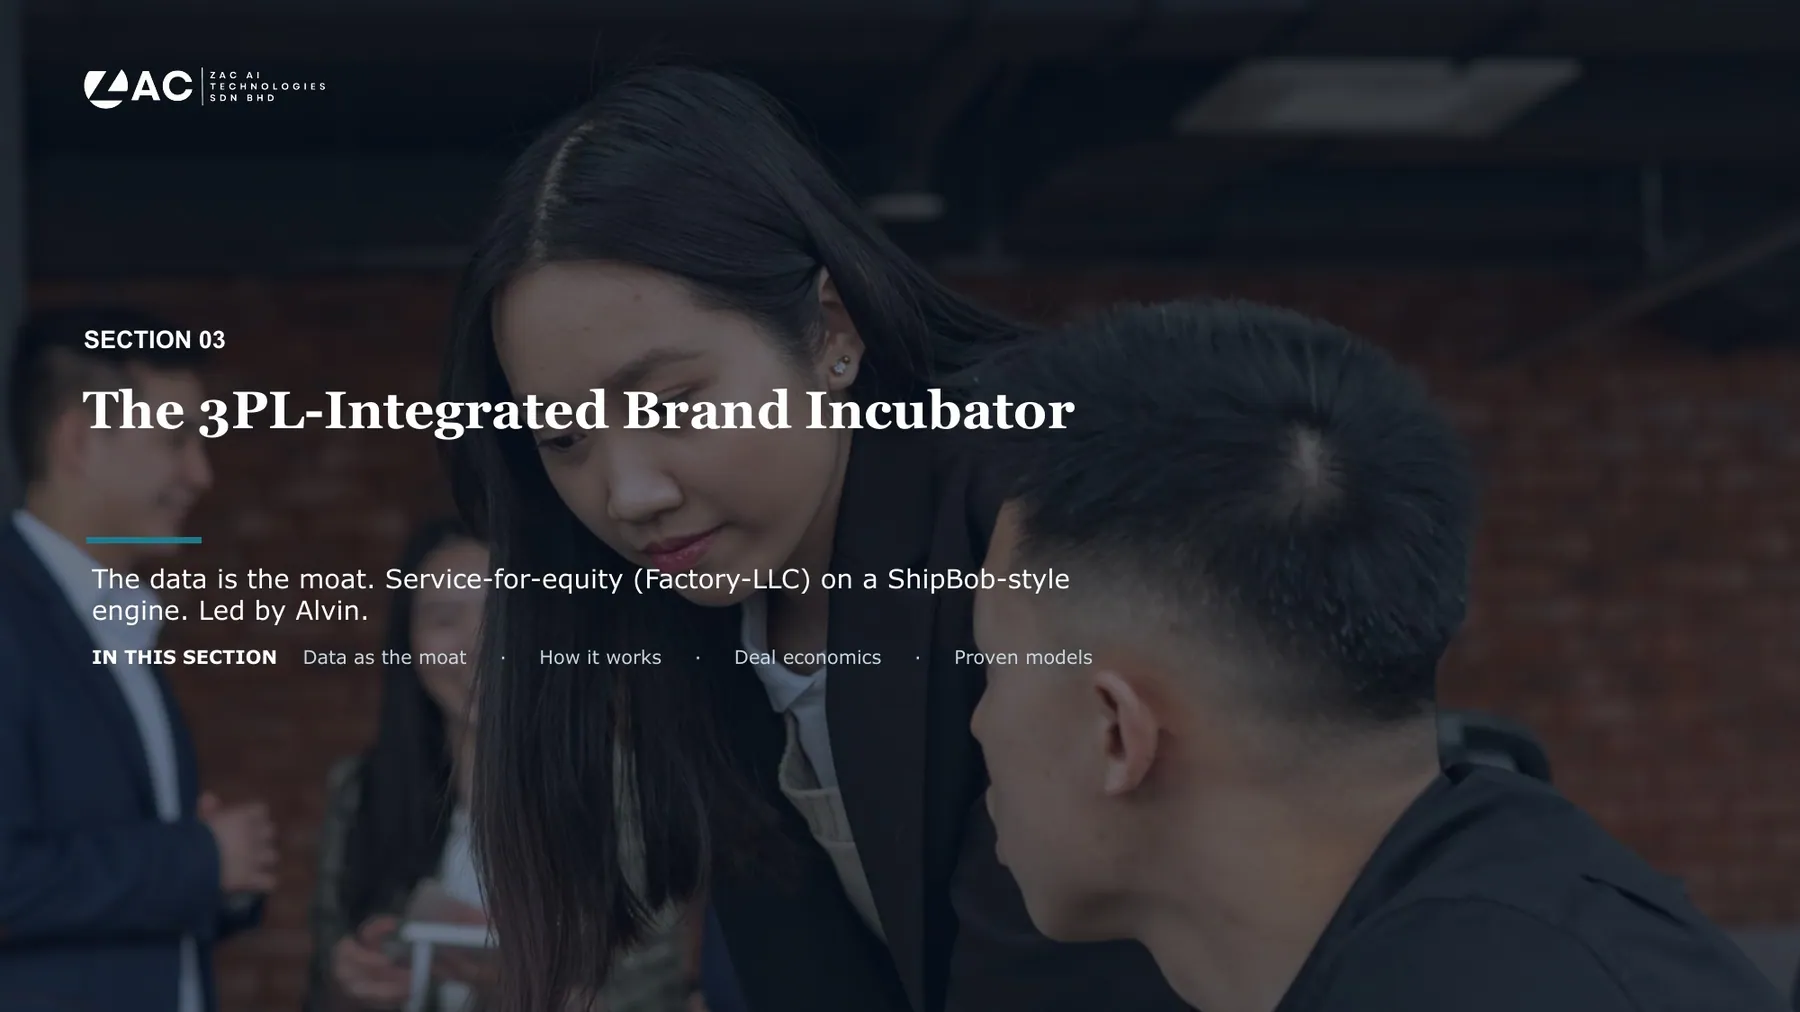 ZAC
ZAC AI
TECHNOLOGIES
SDN BHD
SECTION 03
The 3PL-Integrated Brand Incubator
The data is the moat. Service-for-equity (Factory-LLC) on a ShipBob-style
engine. Led by Alvin.
IN THIS SECTION Data as the moat · How it works · Deal economics · Proven models